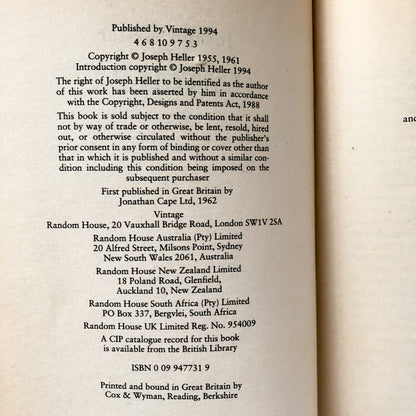 Published by Vintage 1994
4 6 8 10 9 7 5 3
Copyright © Joseph Heller 1955, 1961
Introduction copyright © Joseph Heller 1994
The right of Joseph Heller to be identified as the author
of this work has been asserted by him in accordance
with the Copyright, Designs and Patents Act, 1988
This book is sold subject to the condition that it shall
not by way of trade or otherwise, be lent, resold, hired
out, or otherwise circulated without the publisher's
prior consent in any form of binding or cover other than
that in which it is published and without a similar con-
dition including this condition being imposed on the
subsequent purchaser
First published in Great Britain by
Jonathan Cape Ltd, 1962
Vintage
Random House, 20 Vauxhall Bridge Road, London SW1V 2SA
Random House Australia (Pty) Limited
20 Alfred Street, Milsons Point, Sydney
New South Wales 2061, Australia
Random House New Zealand Limited
18 Poland Road, Glenfield,
Auckland 10, New Zealand
Random House South Africa (Pty) Limited
PO Box 337, Bergvlei, South Africa
Random House UK Limited Reg. No. 954009
A CIP catalogue record for this book
is available from the British Library
ISBN 0 09 947731 9
Printed and bound in Great Britain by
Cox & Wyman, Reading, Berkshire
and